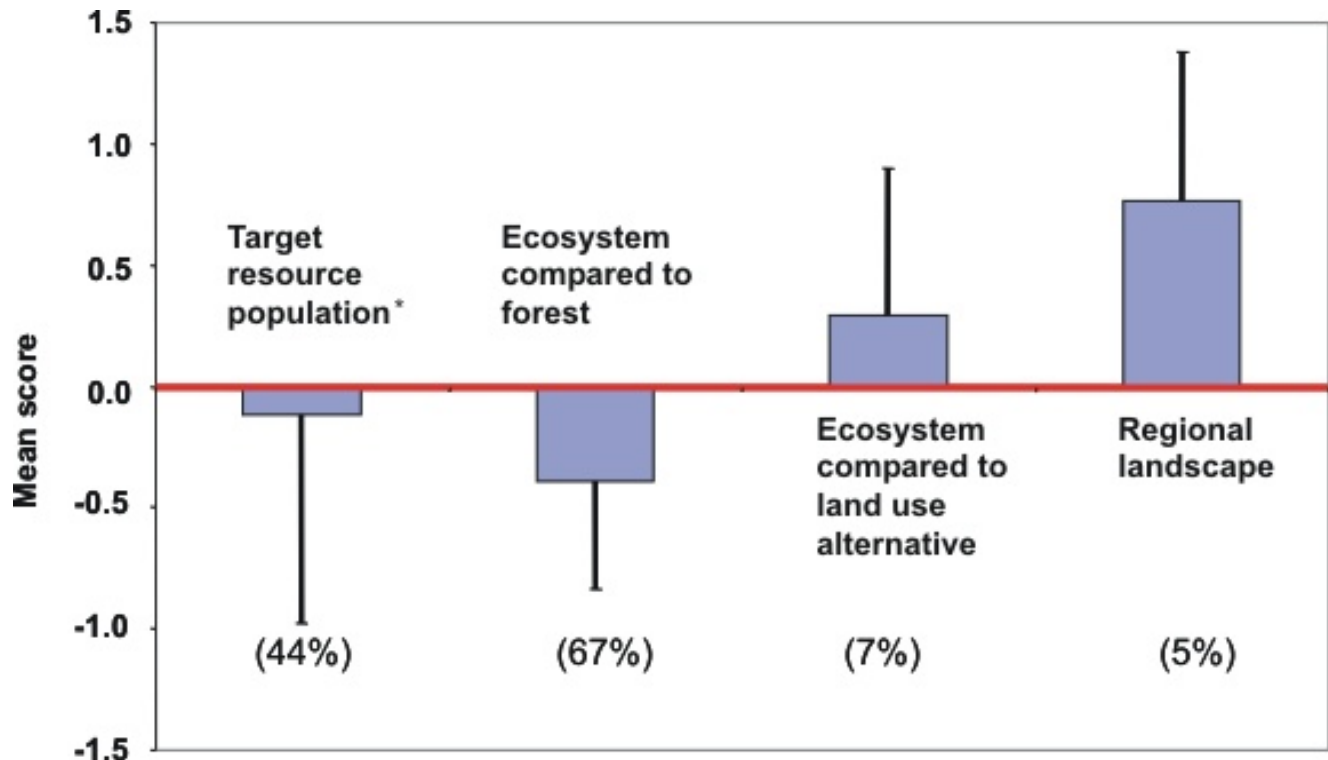 1.5
1.0
0.5
0.0
-0.5
-1.0
-1.5
Mean score
Target
resource
population*
Ecosystem
compared to
forest
Ecosystem
compared to
land use
alternative
Regional
landscape
(44%)
(67%)
(7%)
(5%)